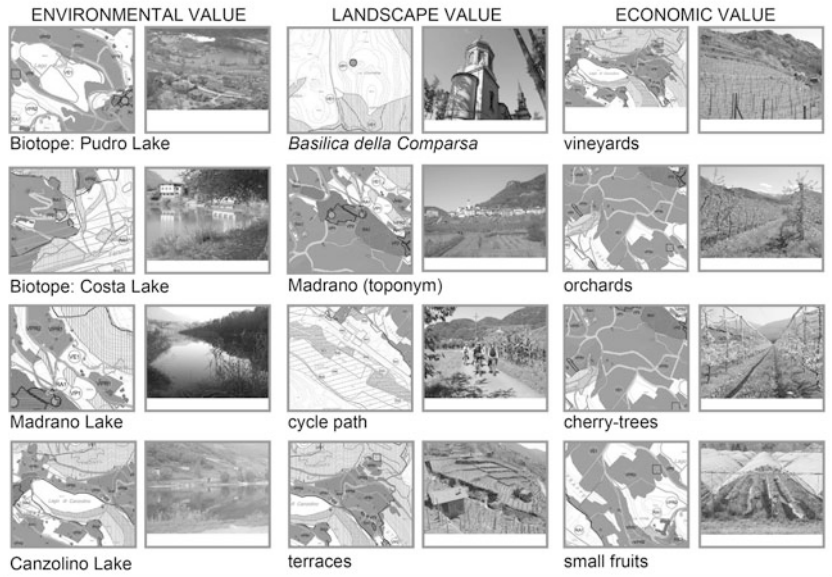 ENVIRONMENTAL VALUE LANDSCAPE VALUE ECONOMIC VALUE
Biotope: Pudro Lake Basilica della Comparsa vineyards
Biotope: Costa Lake Madrano (toponym) orchards
Madrano Lake cycle path cherry-trees
Canzolino Lake terraces small fruits